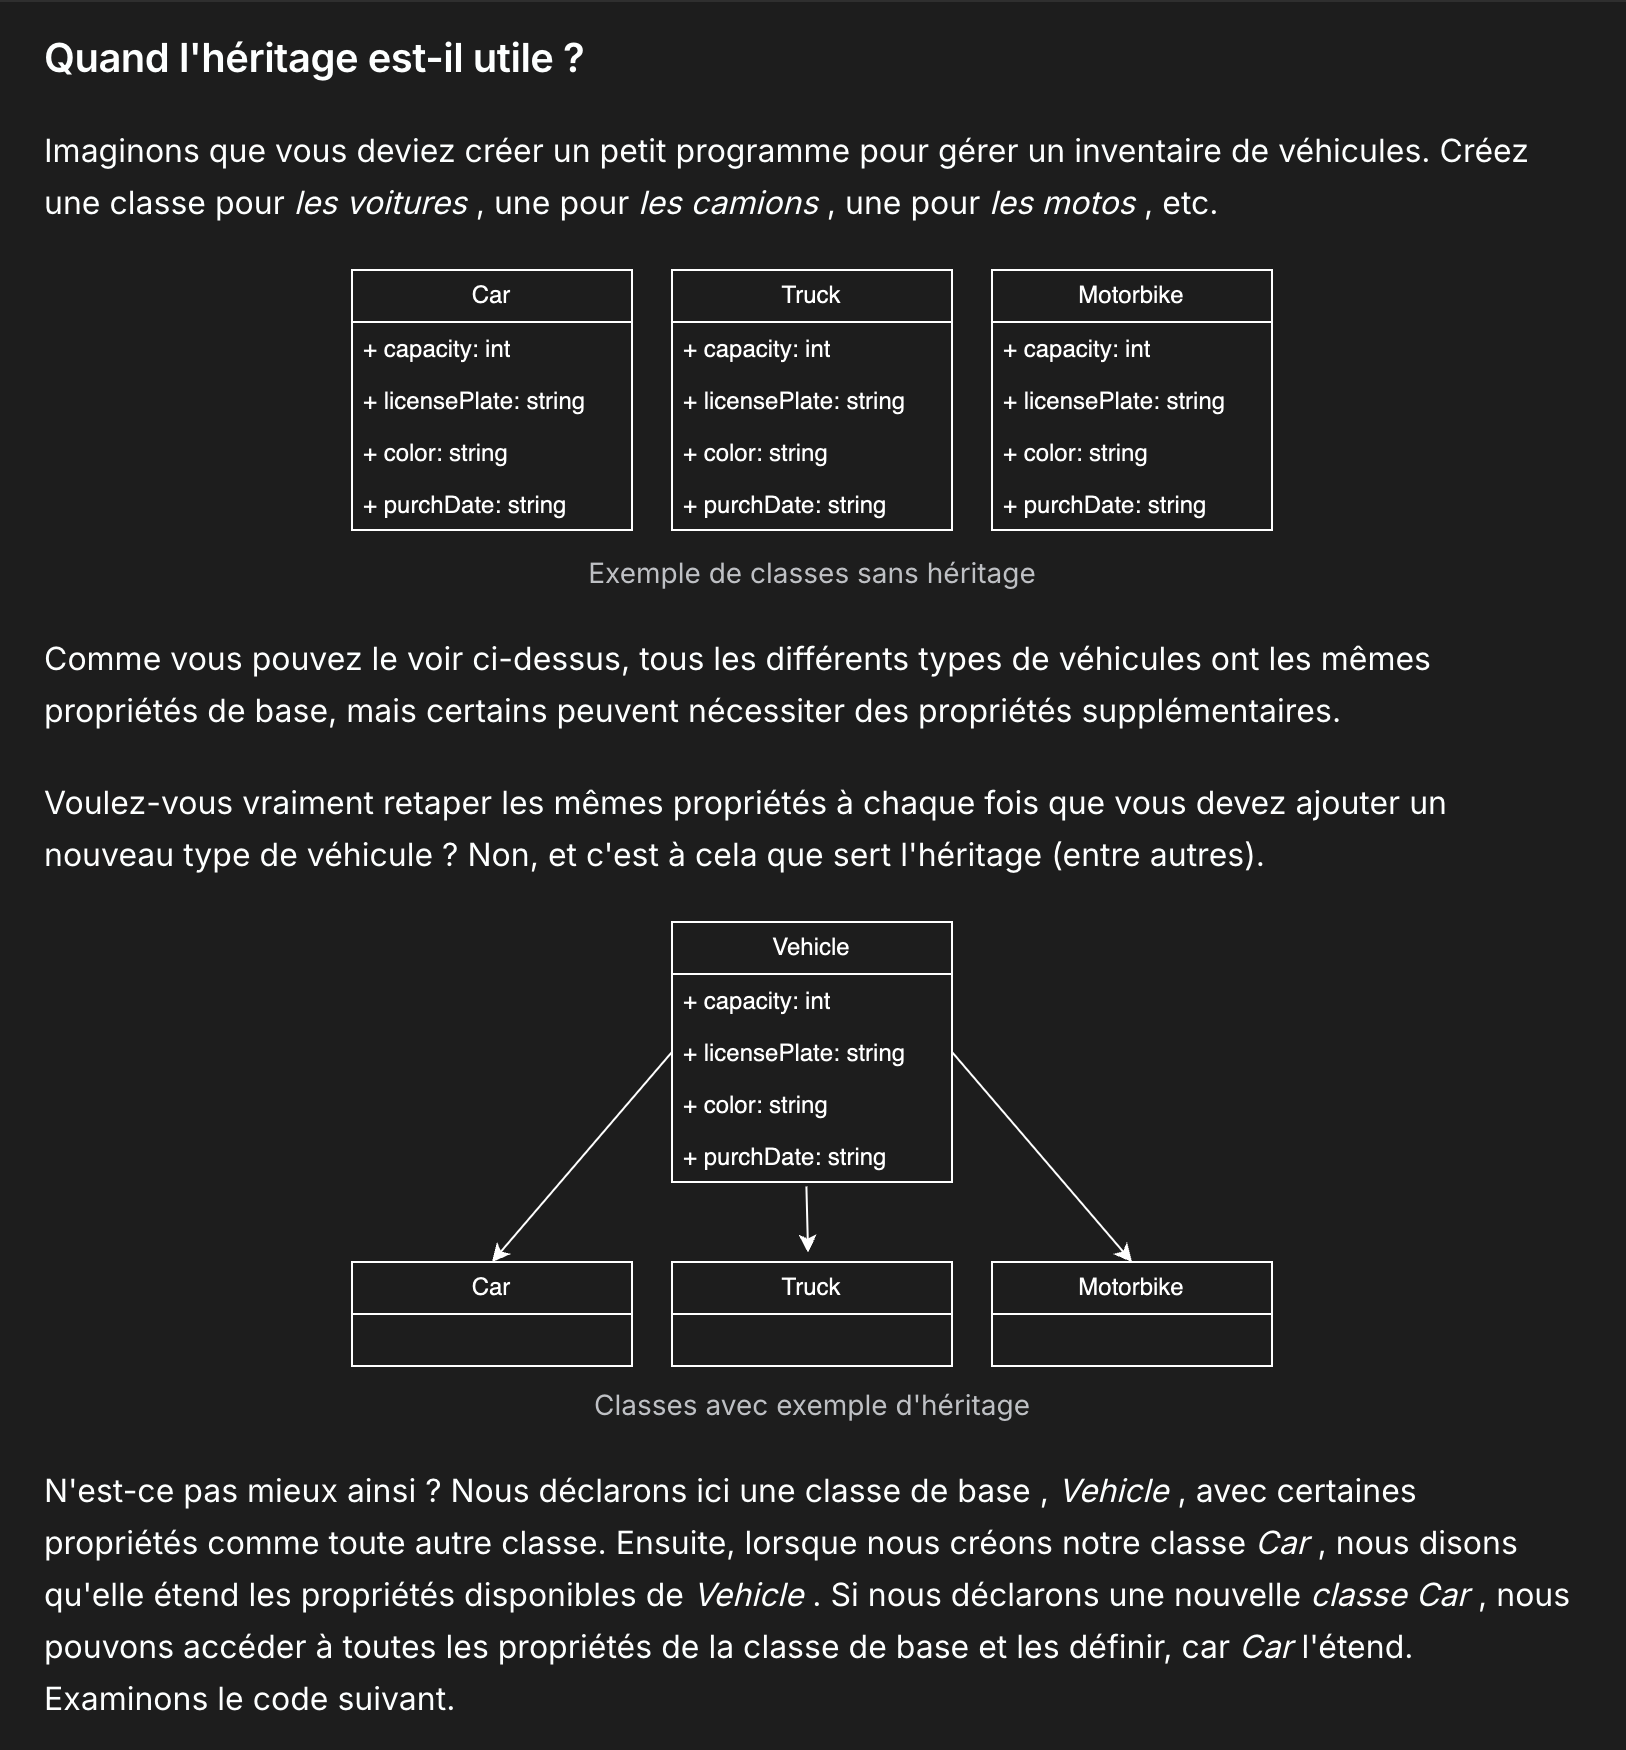 Quand l'héritage est-il utile ?
Imaginons que vous deviez créer un petit programme pour gérer un inventaire de véhicules. Créez
une classe pour les voitures , une pour les camions , une pour les motos , etc.
Car
+ capacity: int
+ licensePlate: string
+ color: string
+ purchDate: string
Truck
+ capacity: int
+ licensePlate: string
+ color: string
+ purchDate: string
Motorbike
+ capacity: int
+ licensePlate: string
+ color: string
+ purchDate: string
Exemple de classes sans héritage
Comme vous pouvez le voir ci-dessus, tous les différents types de véhicules ont les mêmes
propriétés de base, mais certains peuvent nécessiter des propriétés supplémentaires.
Voulez-vous vraiment retaper les mêmes propriétés à chaque fois que vous devez ajouter un
nouveau type de véhicule ? Non, et c'est à cela que sert l'héritage (entre autres).
Vehicle
+ capacity: int
+ licensePlate: string
+ color: string
+ purchDate: string
Car
Truck
Motorbike
Classes avec exemple d'héritage
N'est-ce pas mieux ainsi ? Nous déclarons ici une classe de base , Vehicle , avec certaines
propriétés comme toute autre classe. Ensuite, lorsque nous créons notre classe Car , nous disons
qu'elle étend les propriétés disponibles de Vehicle . Si nous déclarons une nouvelle classe Car , nous
pouvons accéder à toutes les propriétés de la classe de base et les définir, car Car l'étend.
Examinons le code suivant.